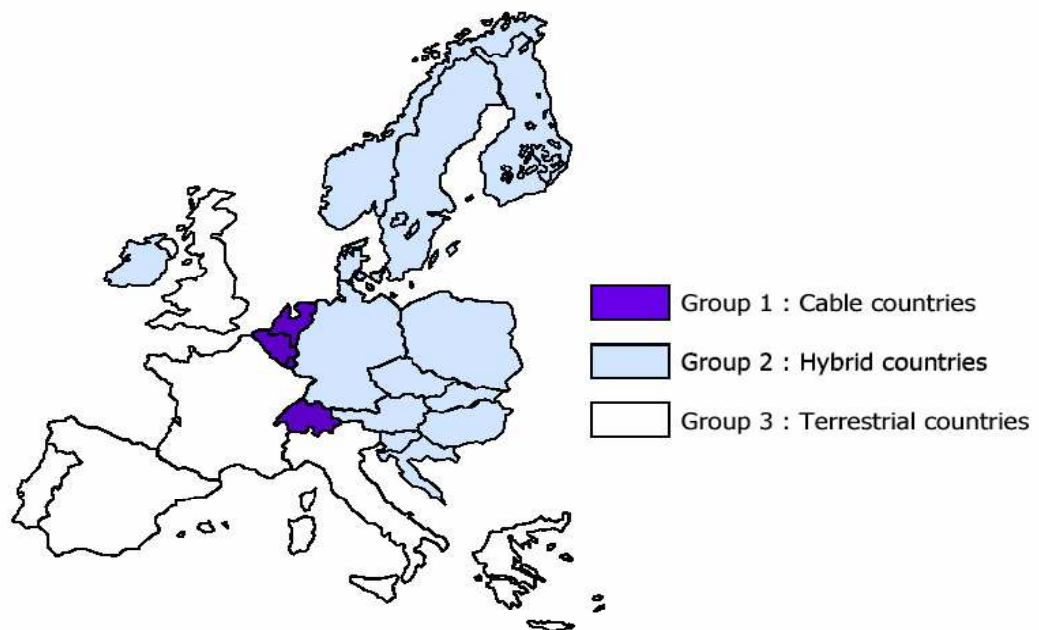 Group 1 : Cable countries
Group 2 : Hybrid countries
Group 3 : Terrestrial countries